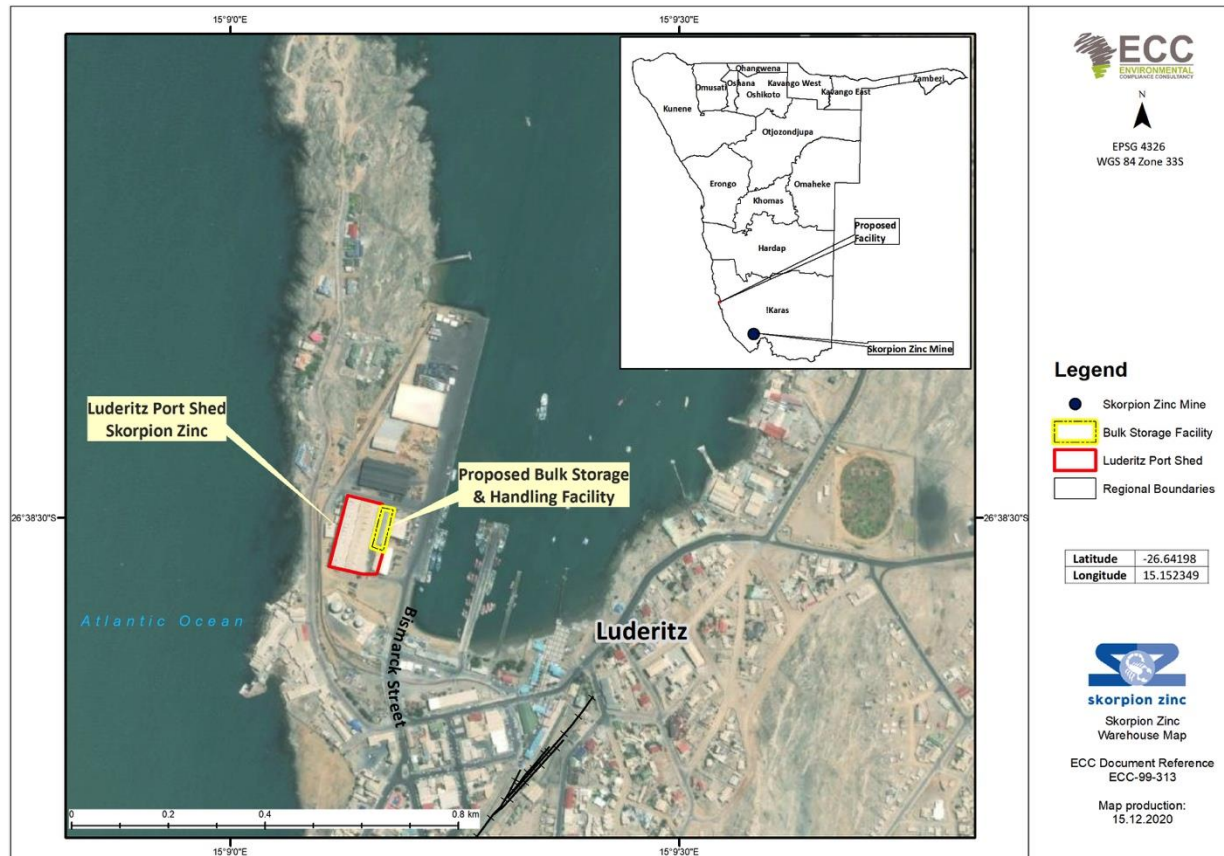 15°9'0"E
15°9'30"E
Ohangwena
Omusati
Oshana
Oshikoto
Kavango West
Kavango East
Zambezi
Kunene
Otjozondjupa
Erongo
Omaheke
Khomas
Hardap
!Karas
Proposed
Facility
Skorpion Zinc Mine
Luderitz Port Shed
Skorpion Zinc
Proposed Bulk Storage
& Handling Facility
26°38'30"S
26°38'30"S
Atlantic Ocean
Bismarck Street
Luderitz
0 0.2 0.4 0.6 0.8 km
15°9'0"E
15°9'30"E
ECC
ENVIRONMENTAL
COMPLIANCE CONSULTANCY
N
EPSG 4326
WGS 84 Zone 33S
Legend
Skorpion Zinc Mine
Bulk Storage Facility
Luderitz Port Shed
Regional Boundaries
Latitude -26.64198
Longitude 15.152349
skorpion zinc
Skorpion Zinc
Warehouse Map
ECC Document Reference
ECC-99-313
Map production:
15.12.2020